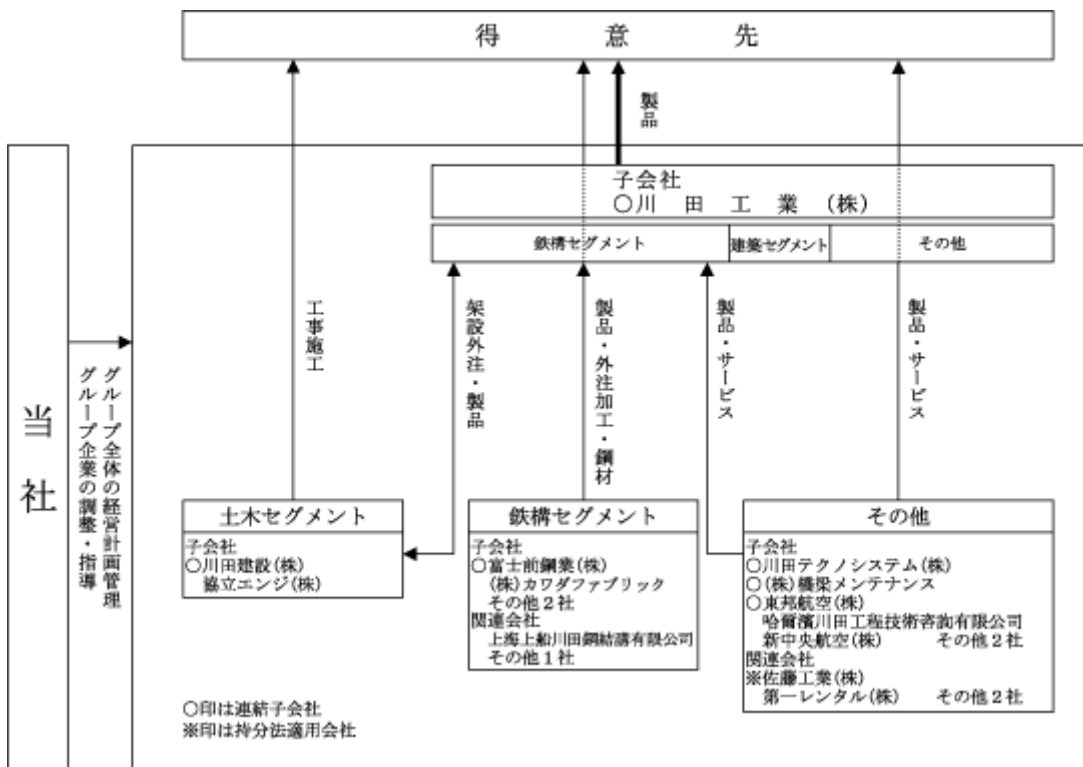 得意先
製品
子会社
○川田工業(株)
鉄構セグメント
建築セグメント
その他
工事施工
架設外注・製品
製品・外注加工・鋼材
製品・サービス
製品・サービス
当社
グループ全体の経営計画管理
グループ企業の調整・指導
土木セグメント
子会社
○川田建設(株)
協立エンジ(株)
鉄構セグメント
子会社
○富士前鋼業(株)
(株)カワダファブリック
その他2社
関連会社
上海上船川田鋼結講有限公司
その他1社
その他
子会社
○川田テクノシステム(株)
○(株)橋梁メンテナンス
○東邦航空(株)
哈爾濱川田工程技術咨詢有限公司
新中央航空(株) その他2社
関連会社
※佐藤工業(株)
第一レンタル(株) その他2社
○印は連結子会社
※印は持分法適用会社